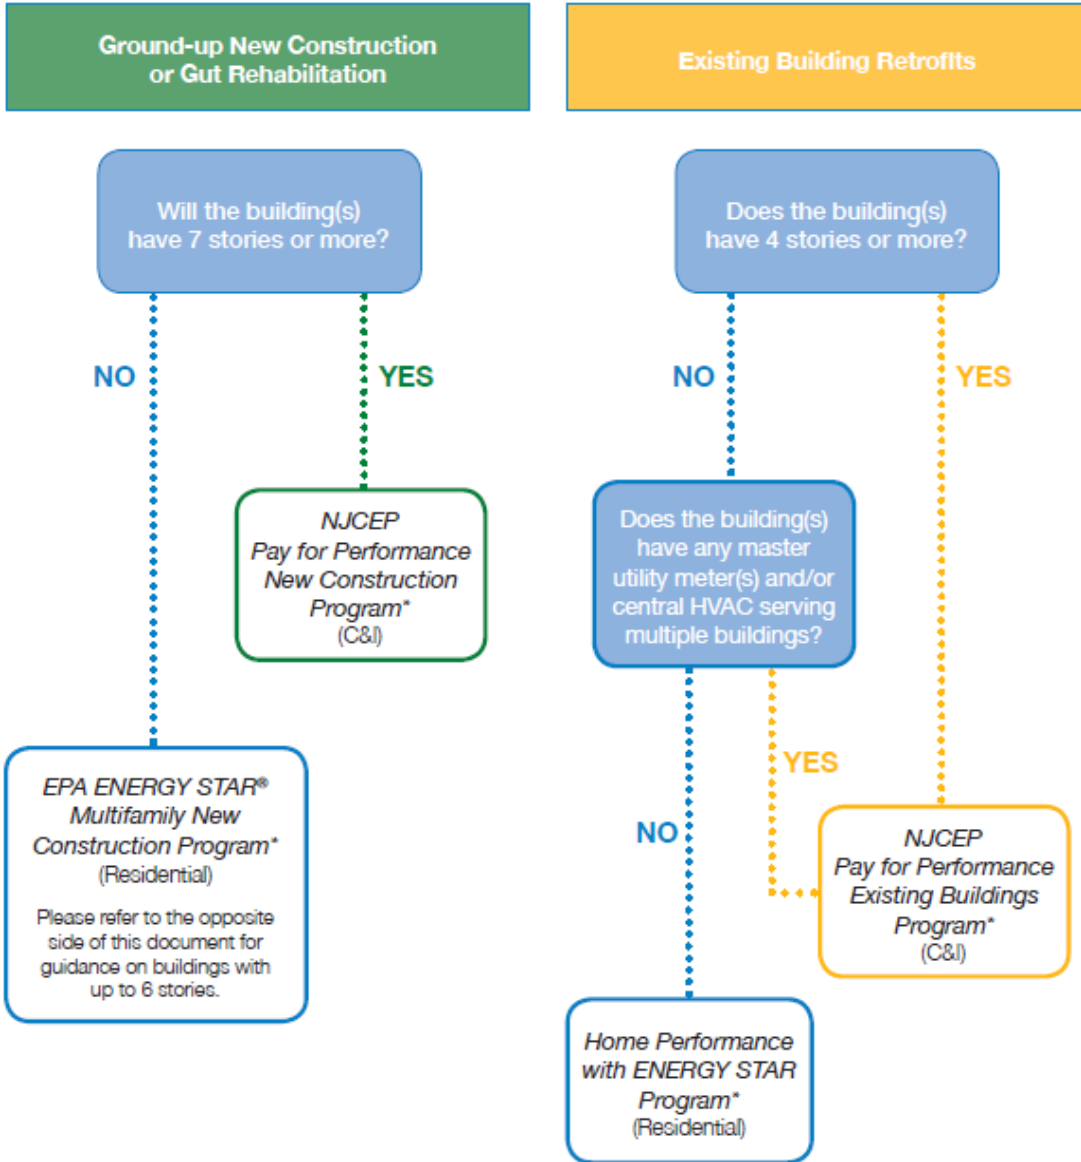 Ground-up New Construction
or Gut Rehabilitation
Will the building(s)
have 7 stories or more?
NO
YES
NJCEP
Pay for Performance
New Construction
Program*
(C&I)
EPA ENERGY STAR®
Multifamily New
Construction Program*
(Residential)
Please refer to the opposite
side of this document for
guidance on buildings with
up to 6 stories.
Existing Building Retrofits
Does the building(s)
have 4 stories or more?
NO
YES
Does the building(s)
have any master
utility meter(s) and/or
central HVAC serving
multiple buildings?
NO
YES
NJCEP
Pay for Performance
Existing Buildings
Program*
(C&I)
Home Performance
with ENERGY STAR
Program*
(Residential)